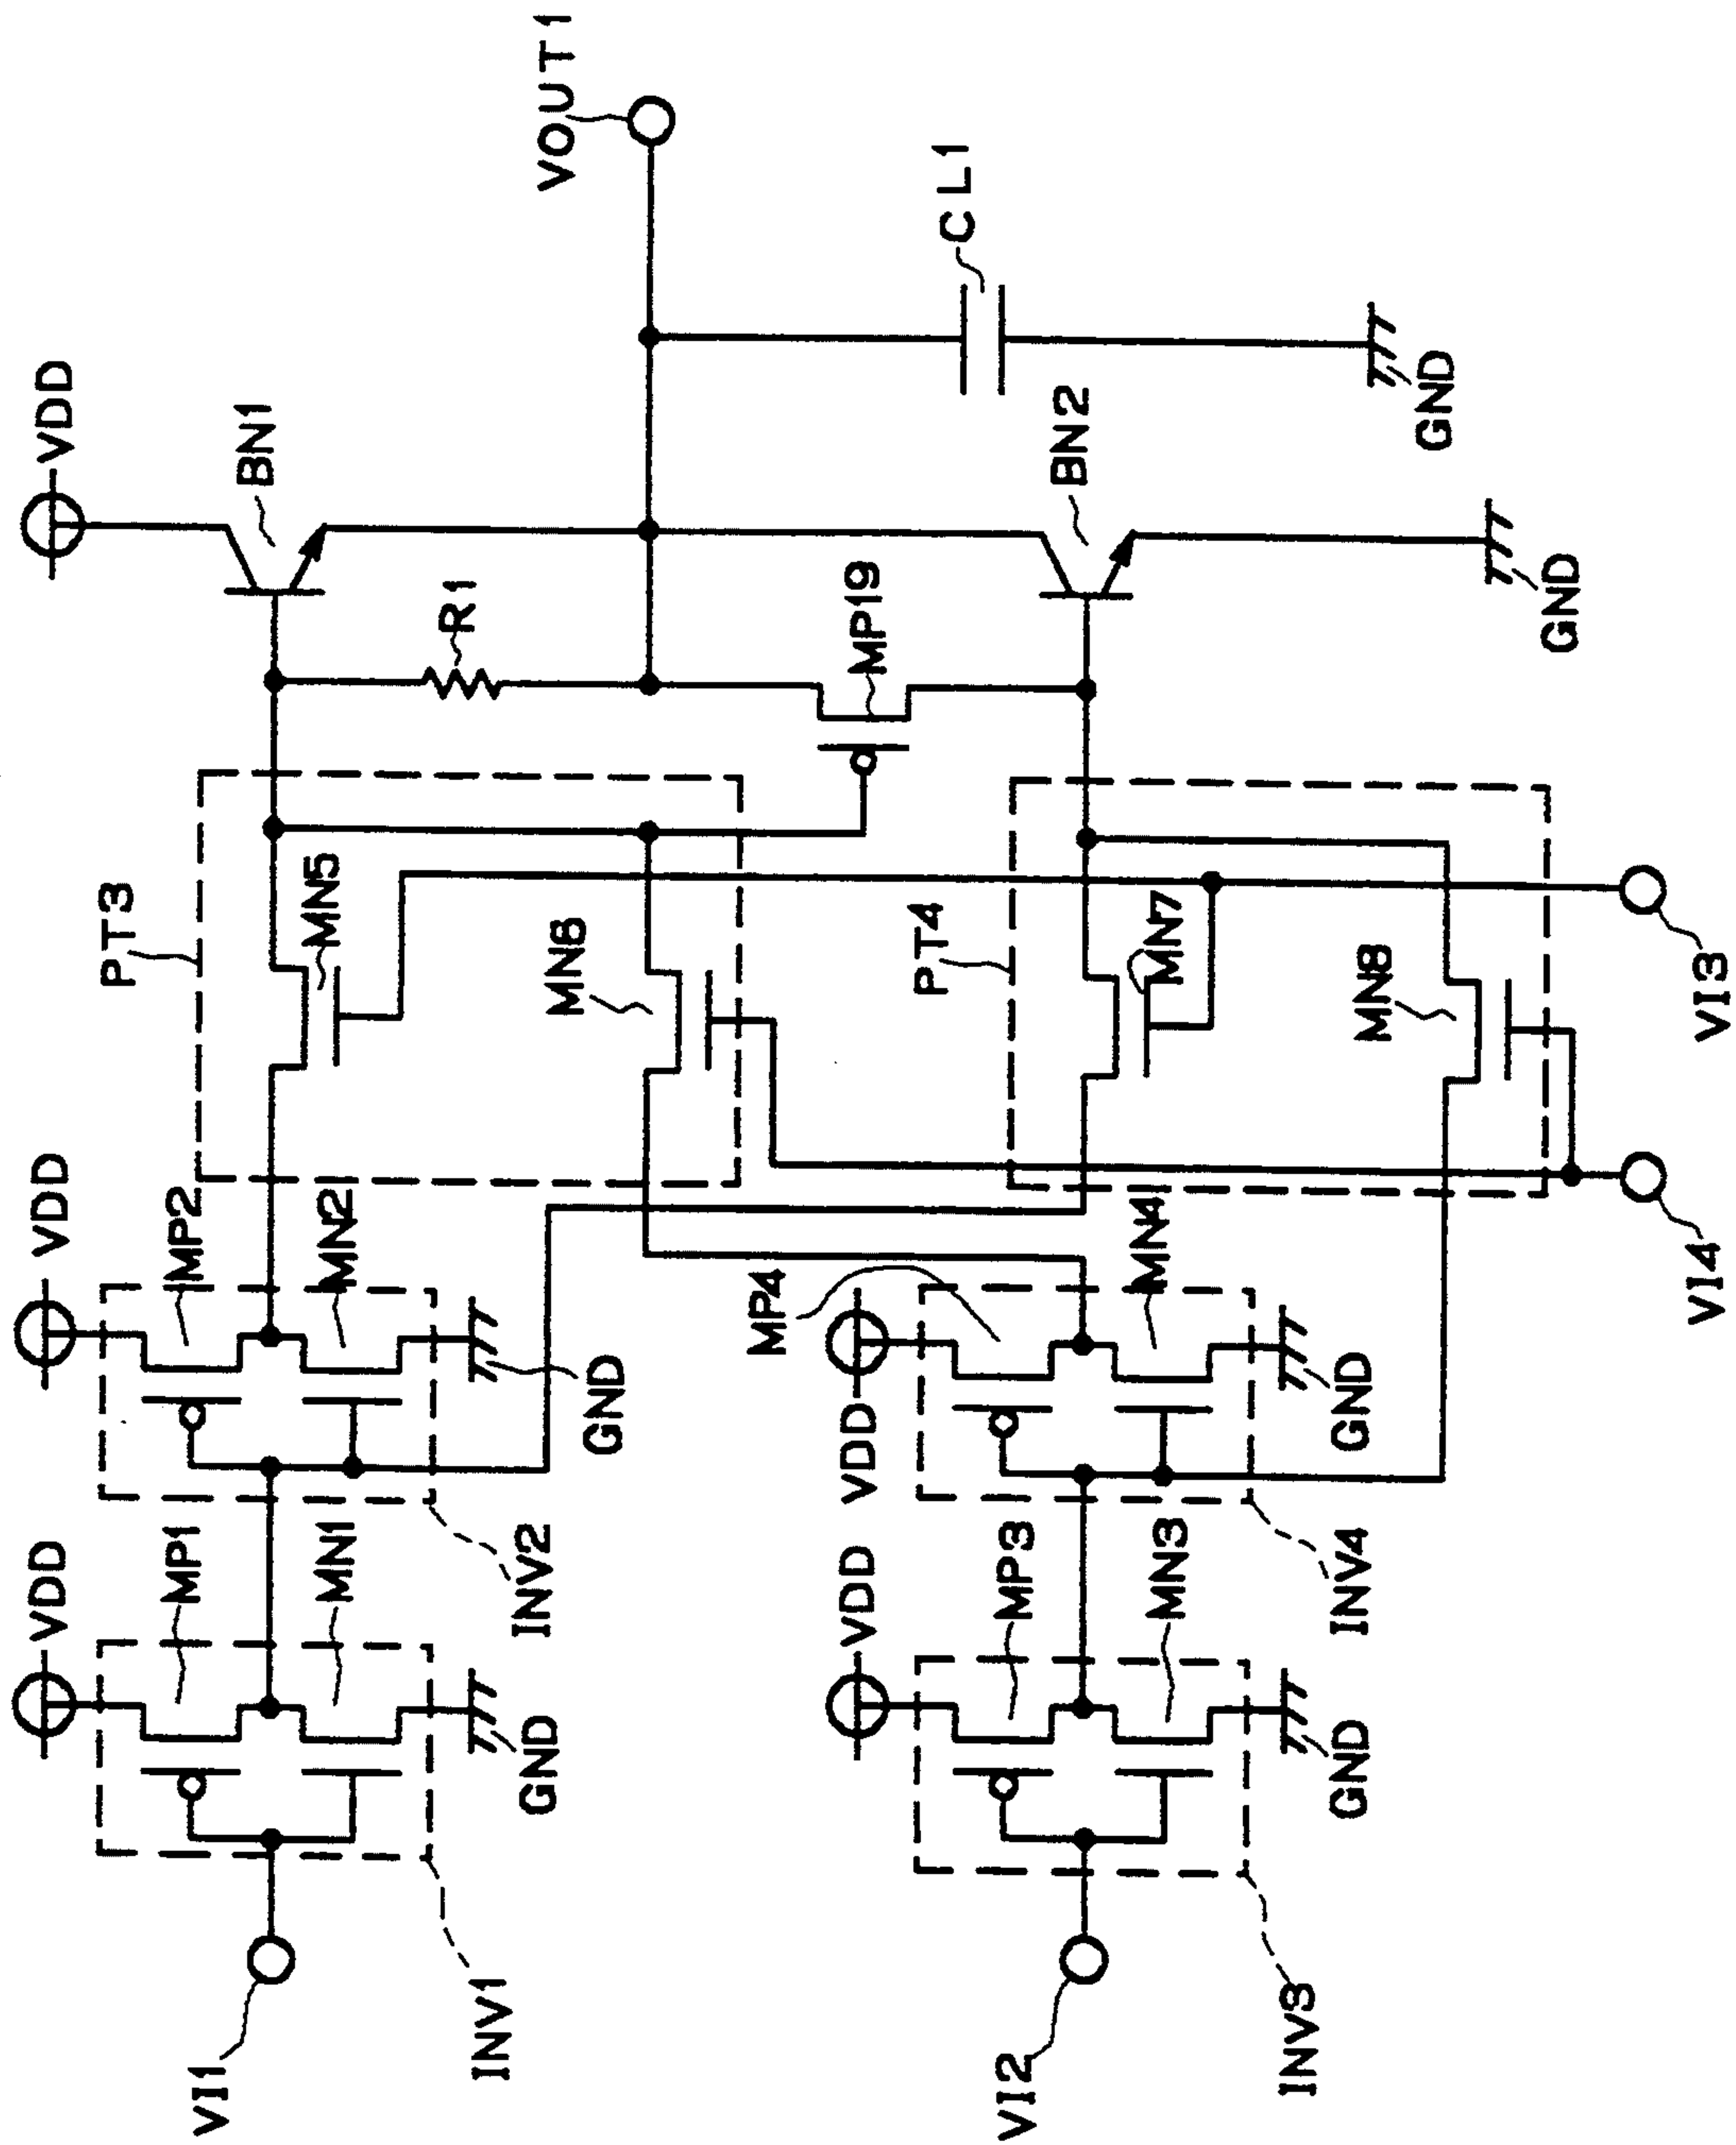 VDD
BN1
VOUT1
R1
MP19
CL1
GND
BN2
GND
PT3
MN5
MN6
PT4
MN7
MN8
VI3
VI4
VDD
MP2
MN2
GND
INV2
MP4
VDD
MN4
GND
INV4
VDD
MP1
MN1
GND
INV1
VI1
VDD
MP3
MN3
GND
INV3
VI2